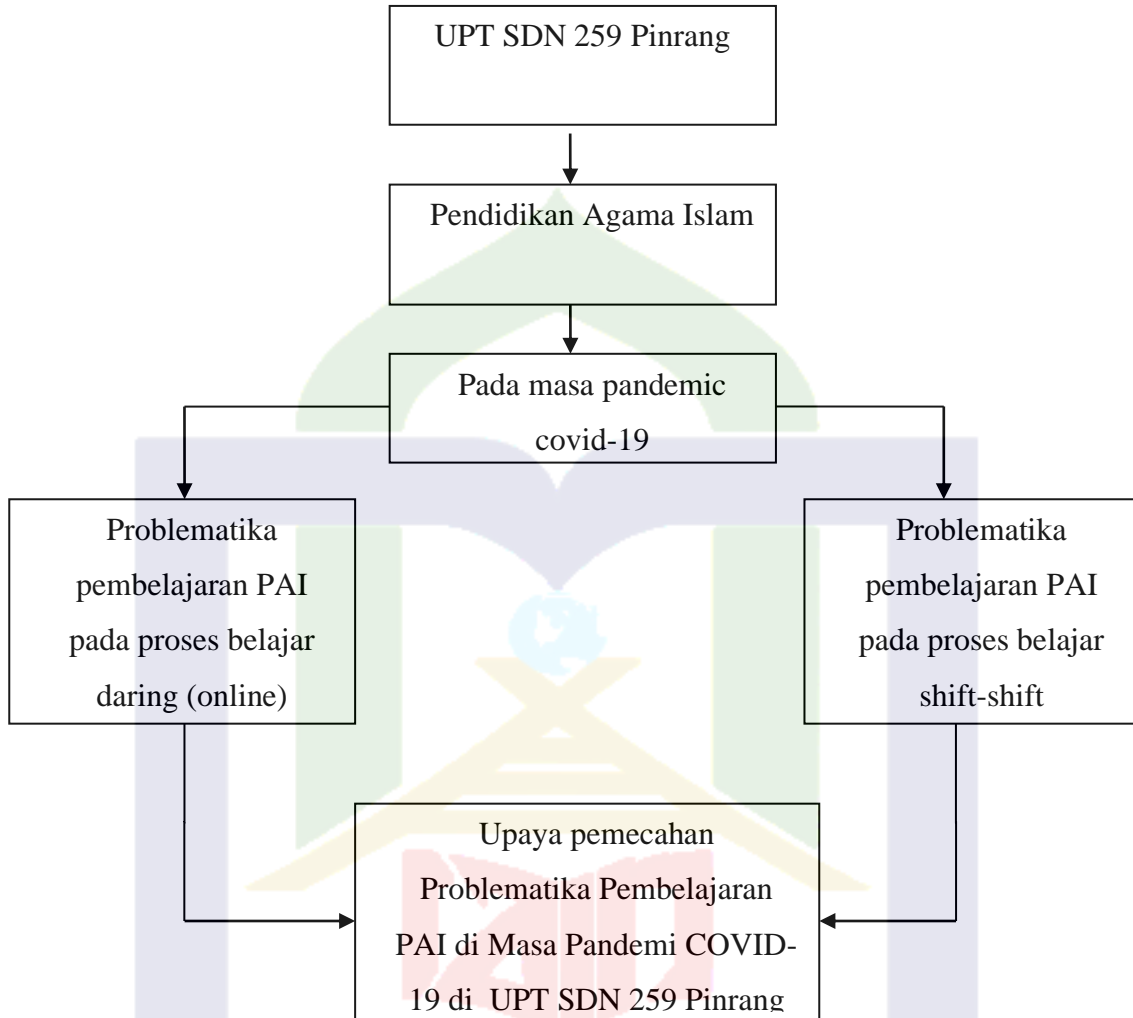 UPT SDN 259 Pinrang
Pendidikan Agama Islam
Pada masa pandemic
covid-19
Problematika
pembelajaran PAI
pada proses belajar
daring (online)
Problematika
pembelajaran PAI
pada proses belajar
shift-shift
Upaya pemecahan
Problematika Pembelajaran
PAI di Masa Pandemi COVID-
19 di UPT SDN 259 Pinrang